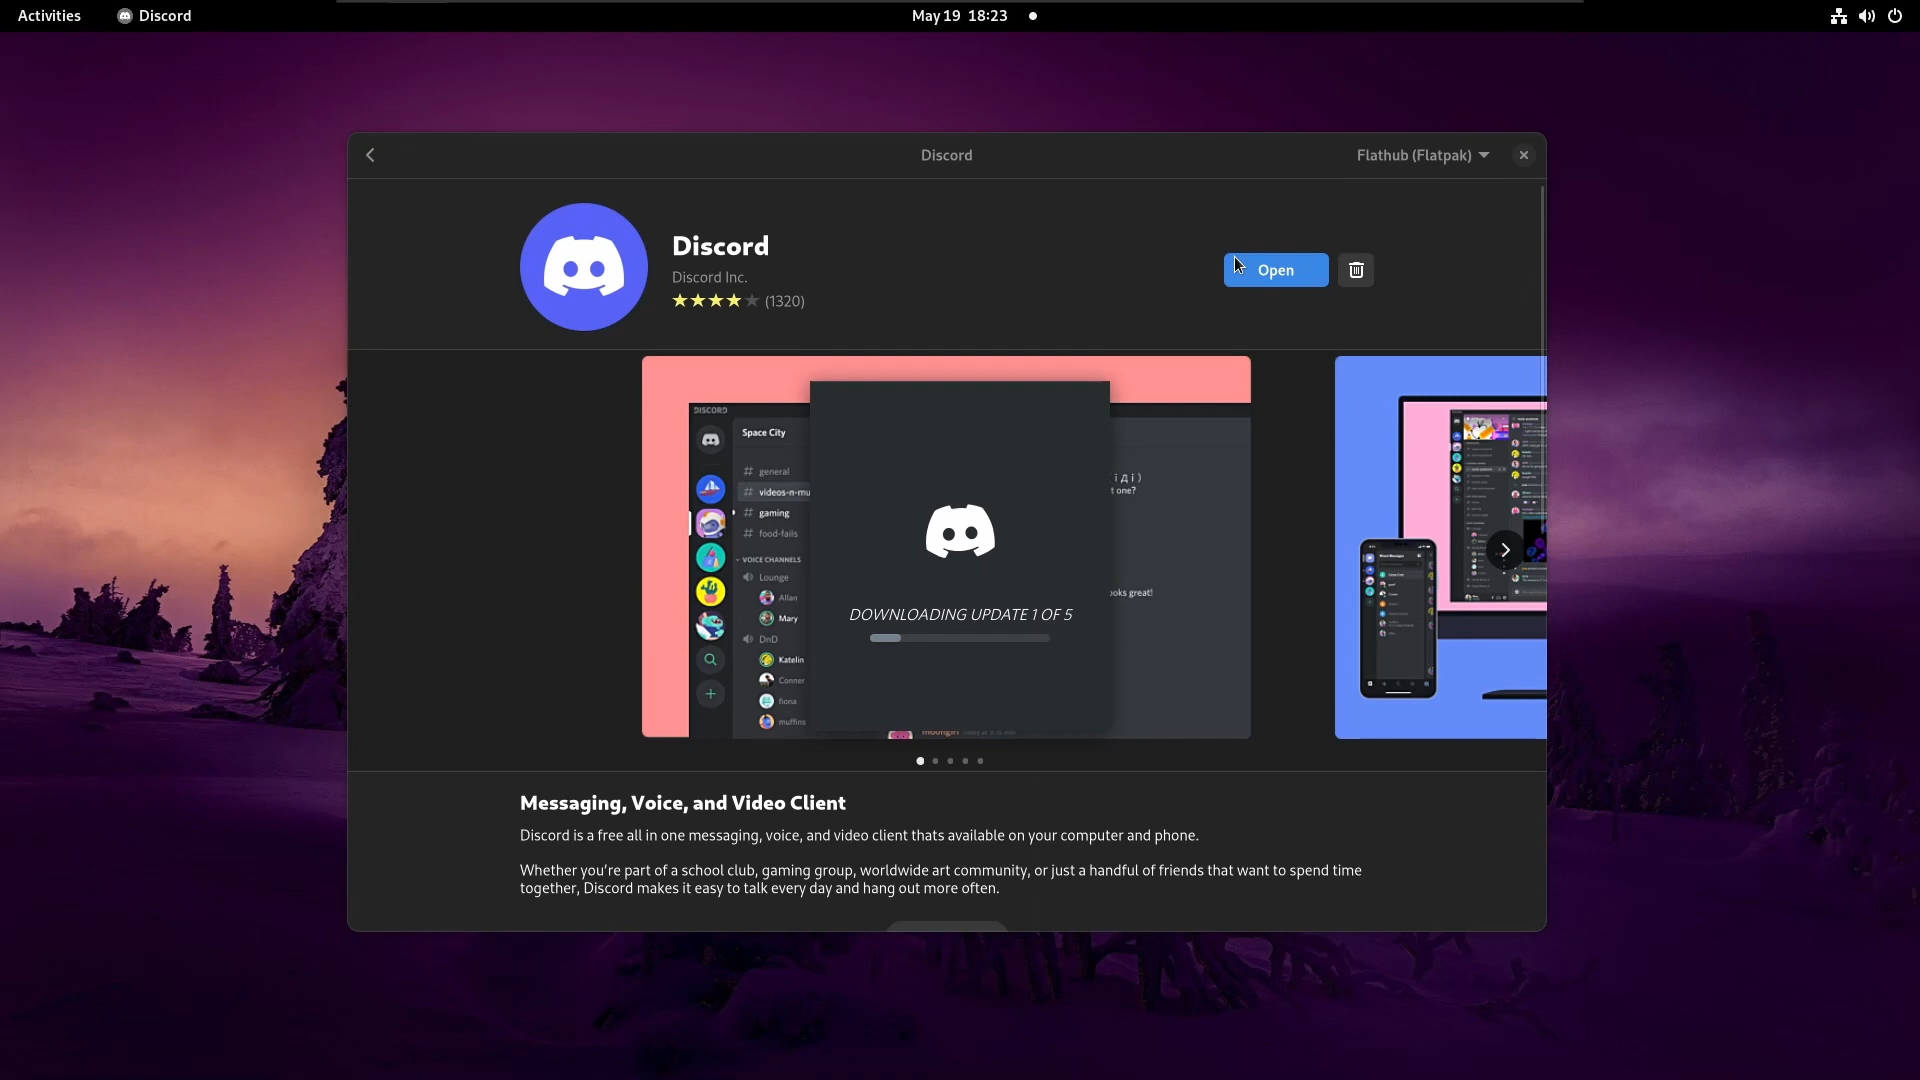 Activities
Discord
May 19 18:23
Discord
Flathub (Flatpak)
Discord
Discord Inc.
(1320)
Open
DISCORD
Space City
# general
# videos-n-mu
# gaming
# food-fails
VOICE CHANNELS
Lounge
Allan
Mary
DnD
Katelin
Conner
fiona
muffins
t one?
ooks great!
moongirl
DOWNLOADING UPDATE 1 OF 5
Messaging, Voice, and Video Client
Discord is a free all in one messaging, voice, and video client thats available on your computer and phone.
Whether you’re part of a school club, gaming group, worldwide art community, or just a handful of friends that want to spend time
together, Discord makes it easy to talk every day and hang out more often.